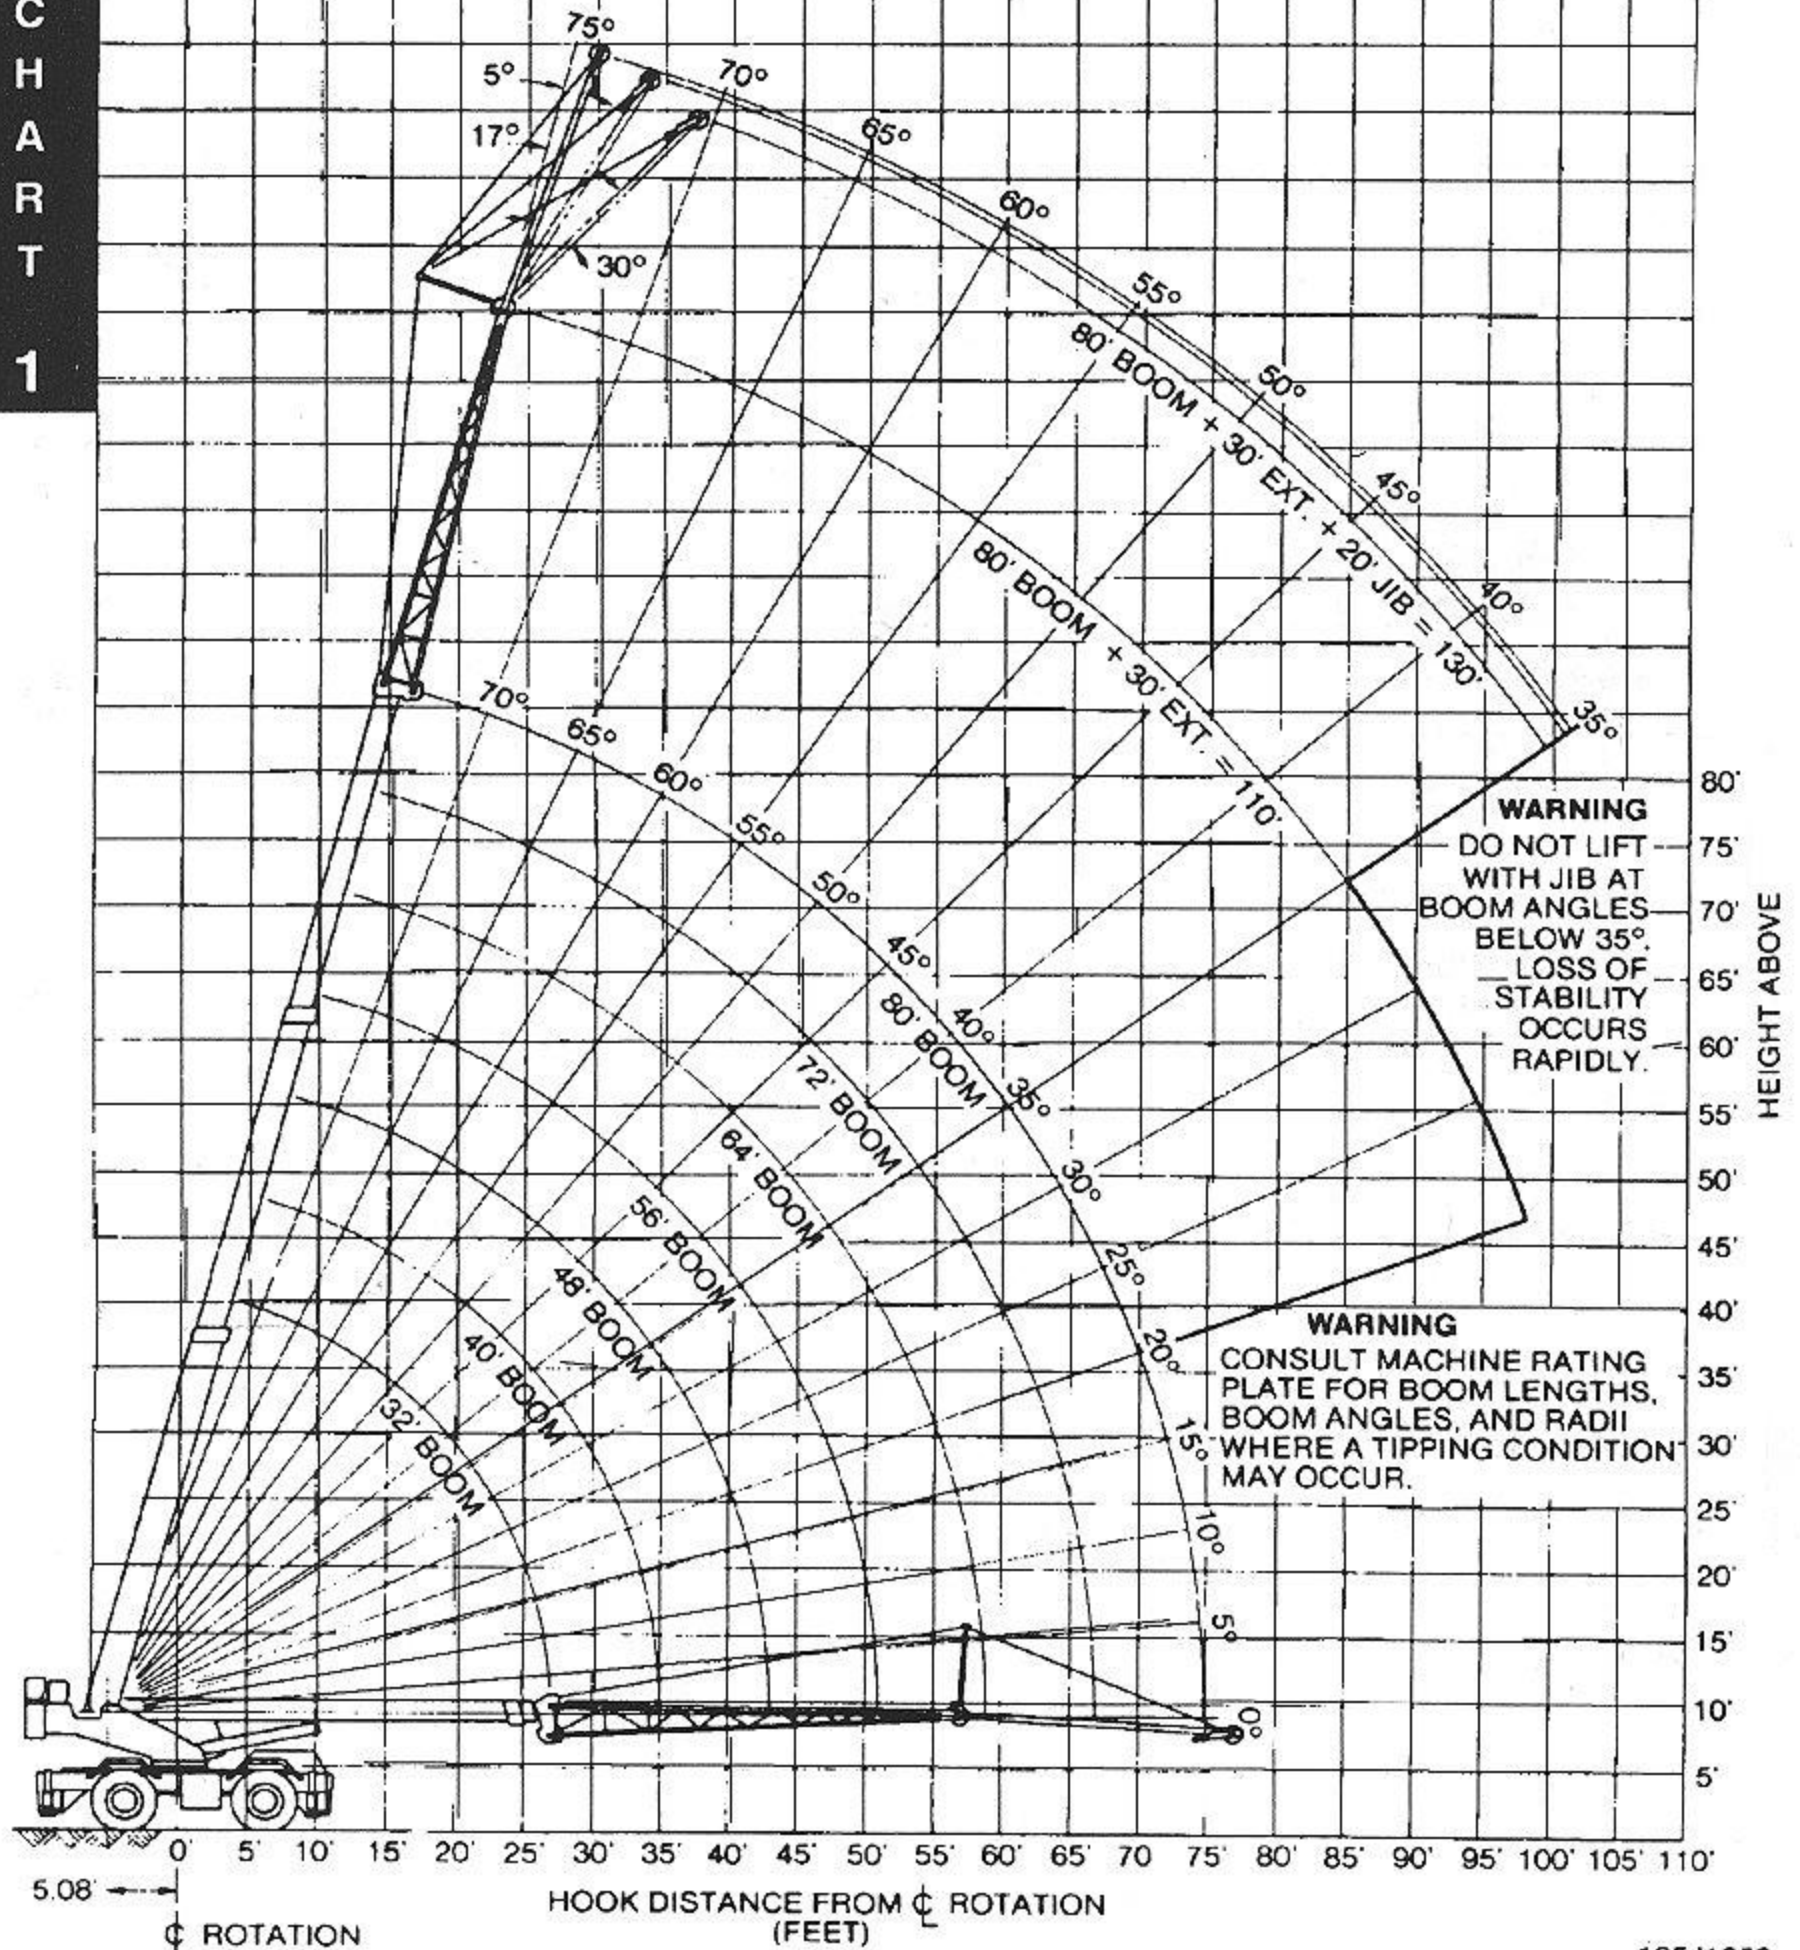 C
H
A
R
T
1
75°
5°
70°
17°
65°
60°
30°
55°
50°
45°
40°
35°
80' BOOM + 30' EXT. + 20' JIB = 130'
80' BOOM + 30' EXT. = 110'
70°
65°
60°
55°
50°
45°
40°
35°
30°
25°
20°
15°
10°
5°
0°
80' BOOM
72' BOOM
64' BOOM
56' BOOM
48' BOOM
40' BOOM
32' BOOM
WARNING
DO NOT LIFT
WITH JIB AT
BOOM ANGLES
BELOW 35°.
LOSS OF
STABILITY
OCCURS
RAPIDLY.
WARNING
CONSULT MACHINE RATING
PLATE FOR BOOM LENGTHS,
BOOM ANGLES, AND RADII
WHERE A TIPPING CONDITION
MAY OCCUR.
80'
75'
70'
65'
60'
55'
50'
45'
40'
35'
30'
25'
20'
15'
10'
5'
HEIGHT ABOVE
0' 5' 10' 15' 20' 25' 30' 35' 40' 45' 50' 55' 60' 65' 70 75' 80' 85' 90' 95' 100' 105' 110'
5.08'
HOOK DISTANCE FROM ℄ ROTATION
(FEET)
℄ ROTATION